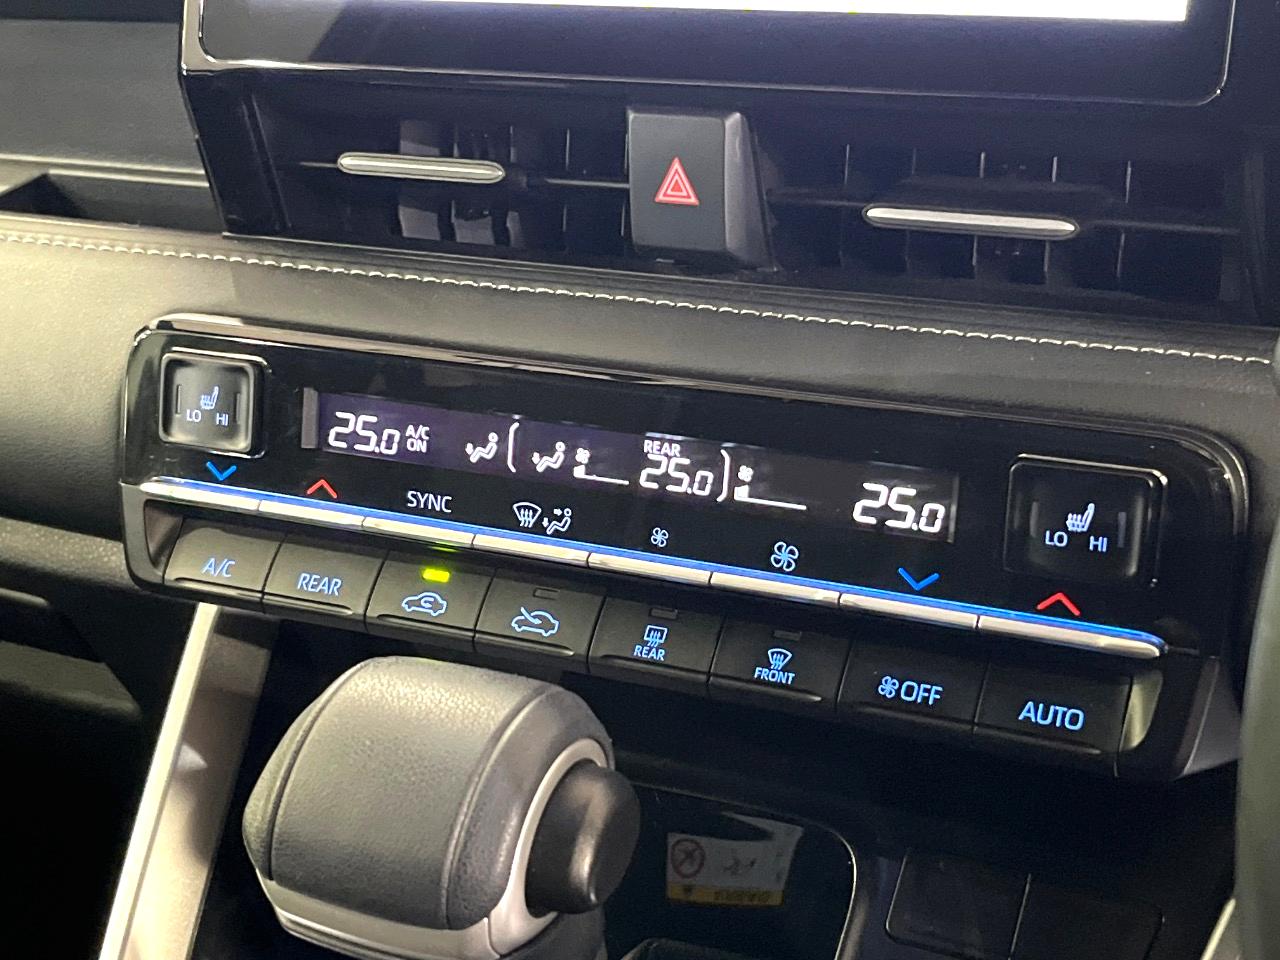 LO HI
25.0 A/C ON
REAR
25.0
25.0
LO HI
SYNC
A/C
REAR
REAR
FRONT
OFF
AUTO